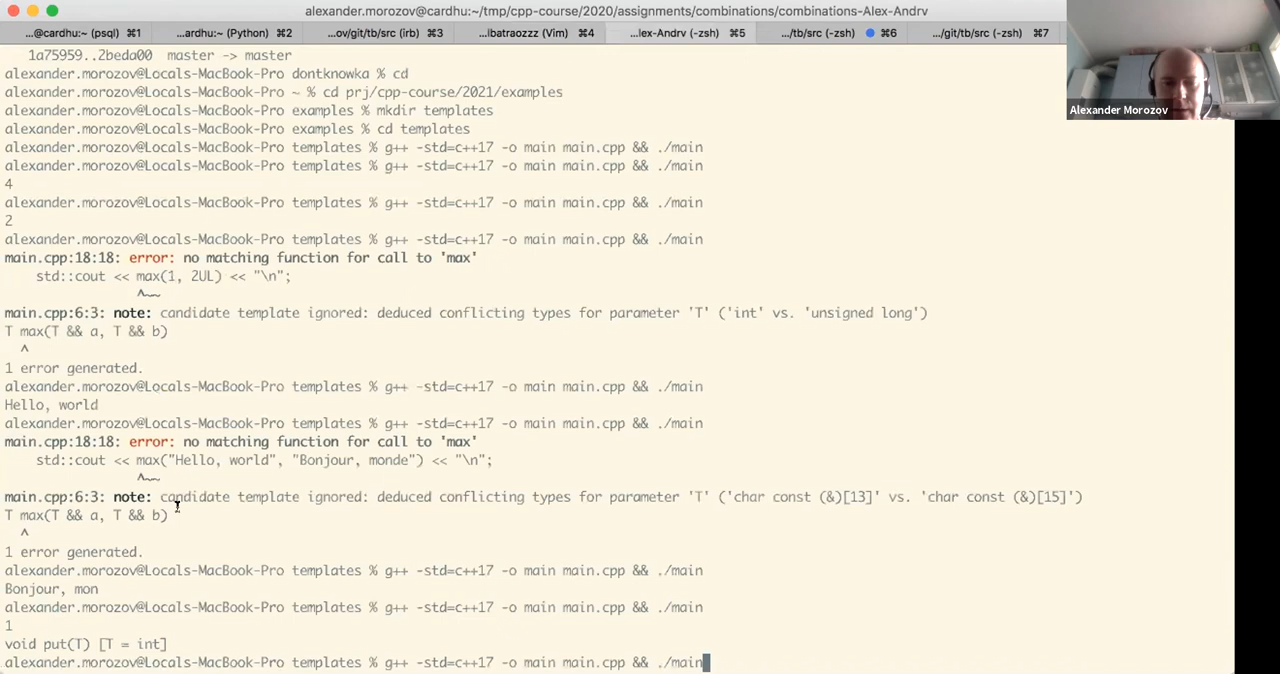 alexander.morozov@cardhu:~/tmp/cpp-course/2020/assignments/combinations/combinations-Alex-Andrv
...@cardhu:~ (psql) ⌘1 ...ardhu:~ (Python) ⌘2 ...ov/git/tb/src (irb) ⌘3 ...ibatraozzz (Vim) ⌘4 ...lex-Andrv (-zsh) ⌘5 .../tb/src (-zsh) ⌘6 .../git/tb/src (-zsh) ⌘7
1a75959..2beda00 master -> master
alexander.morozov@Locals-MacBook-Pro dontknowka % cd
alexander.morozov@Locals-MacBook-Pro ~ % cd prj/cpp-course/2021/examples
alexander.morozov@Locals-MacBook-Pro examples % mkdir templates
alexander.morozov@Locals-MacBook-Pro examples % cd templates
alexander.morozov@Locals-MacBook-Pro templates % g++ -std=c++17 -o main main.cpp && ./main
alexander.morozov@Locals-MacBook-Pro templates % g++ -std=c++17 -o main main.cpp && ./main
4
alexander.morozov@Locals-MacBook-Pro templates % g++ -std=c++17 -o main main.cpp && ./main
2
alexander.morozov@Locals-MacBook-Pro templates % g++ -std=c++17 -o main main.cpp && ./main
main.cpp:18:18: error: no matching function for call to 'max'
std::cout << max(1, 2UL) << "\n";
^~~
main.cpp:6:3: note: candidate template ignored: deduced conflicting types for parameter 'T' ('int' vs. 'unsigned long')
T max(T && a, T && b)
^
1 error generated.
alexander.morozov@Locals-MacBook-Pro templates % g++ -std=c++17 -o main main.cpp && ./main
Hello, world
alexander.morozov@Locals-MacBook-Pro templates % g++ -std=c++17 -o main main.cpp && ./main
main.cpp:18:18: error: no matching function for call to 'max'
std::cout << max("Hello, world", "Bonjour, monde") << "\n";
^~~
main.cpp:6:3: note: candidate template ignored: deduced conflicting types for parameter 'T' ('char const (&)[13]' vs. 'char const (&)[15]')
T max(T && a, T && b)
^
1 error generated.
alexander.morozov@Locals-MacBook-Pro templates % g++ -std=c++17 -o main main.cpp && ./main
Bonjour, mon
alexander.morozov@Locals-MacBook-Pro templates % g++ -std=c++17 -o main main.cpp && ./main
1
void put(T) [T = int]
alexander.morozov@Locals-MacBook-Pro templates % g++ -std=c++17 -o main main.cpp && ./main
Alexander Morozov